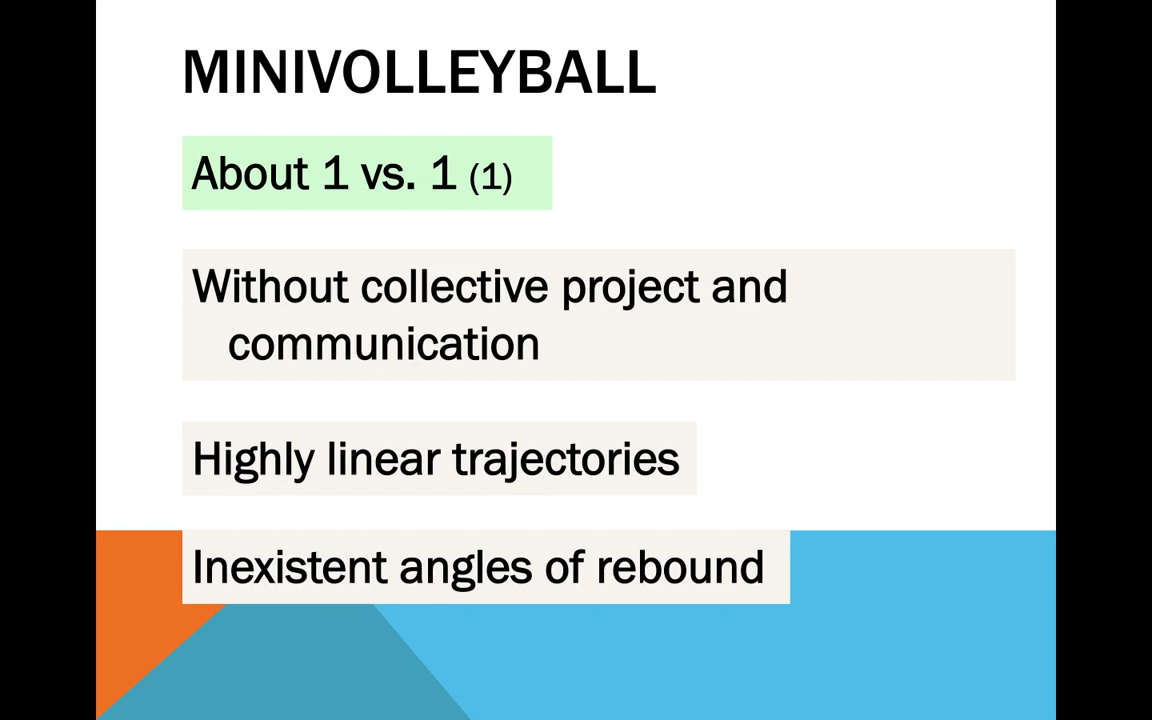 MINIVOLLEYBALL
About 1 vs. 1 (1)
Without collective project and
communication
Highly linear trajectories
Inexistent angles of rebound